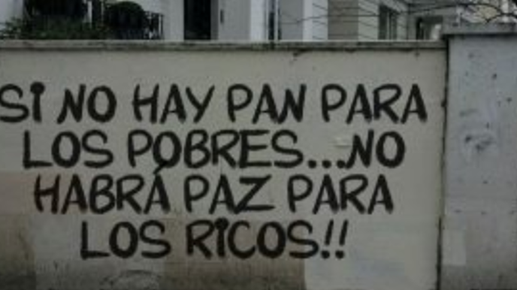 SI NO HAY PAN PARA
LOS POBRES...NO
HABRÁ PAZ PARA
LOS RICOS!!